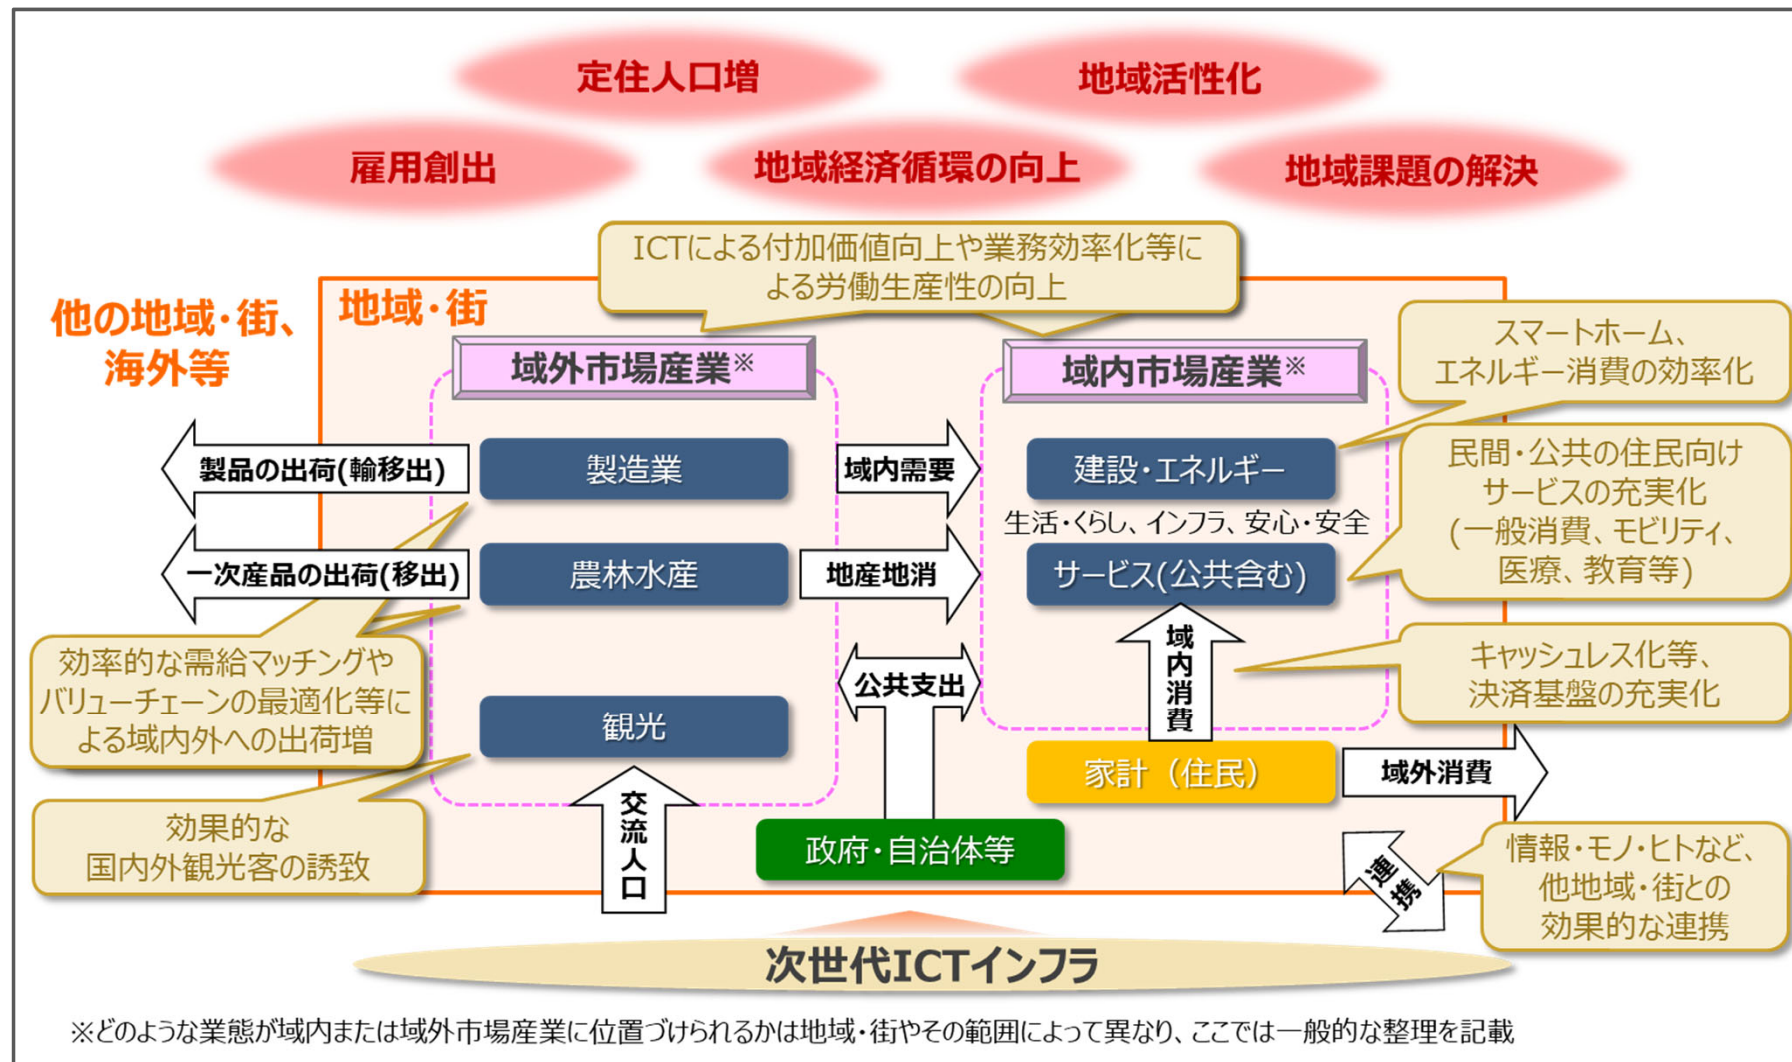 定住人口増
地域活性化
雇用創出
地域経済循環の向上
地域課題の解決
ICTによる付加価値向上や業務効率化等に
よる労働生産性の向上
他の地域・街、
海外等
地域・街
域外市場産業※
域内市場産業※
スマートホーム、
エネルギー消費の効率化
製品の出荷(輸移出)
製造業
域内需要
建設・エネルギー
民間・公共の住民向け
サービスの充実化
(一般消費、モビリティ、
医療、教育等)
生活・くらし、インフラ、安心・安全
一次産品の出荷(移出)
農林水産
地産地消
サービス(公共含む)
効率的な需給マッチングや
バリューチェーンの最適化等に
よる域内外への出荷増
公共支出
域内消費
キャッシュレス化等、
決済基盤の充実化
観光
家計（住民）
域外消費
効果的な
国内外観光客の誘致
交流人口
政府・自治体等
連携
情報・モノ・ヒトなど、
他地域・街との
効果的な連携
次世代ICTインフラ
※どのような業態が域内または域外市場産業に位置づけられるかは地域・街やその範囲によって異なり、ここでは一般的な整理を記載